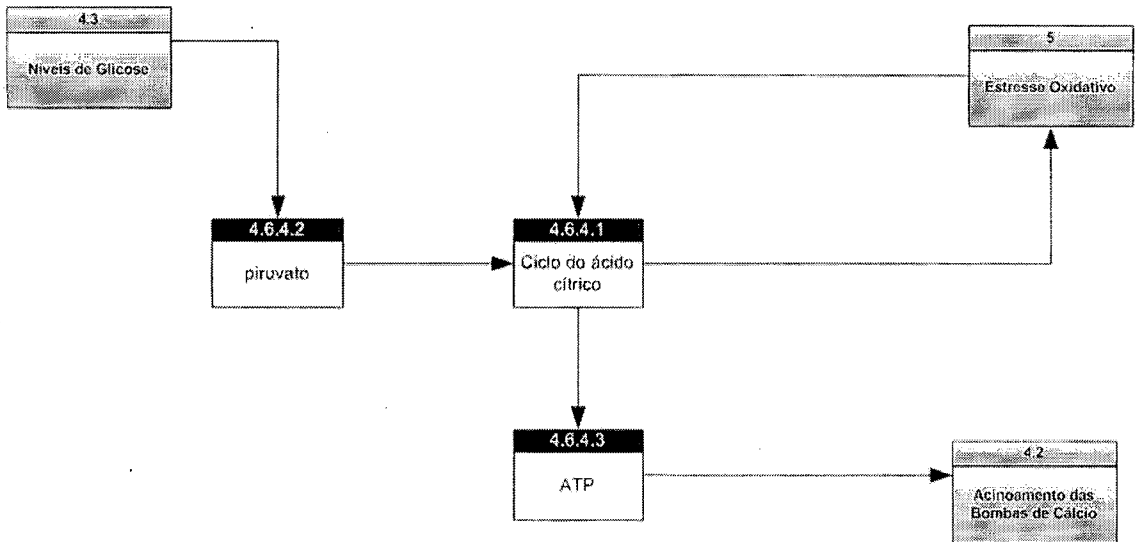 4.3
Níveis de Glicose
5
Estresse Oxidativo
4.6.4.2
piruvato
4.6.4.1
Ciclo do ácido
cítrico
4.6.4.3
ATP
4.2
Acinoamento das
Bombas de Cálcio